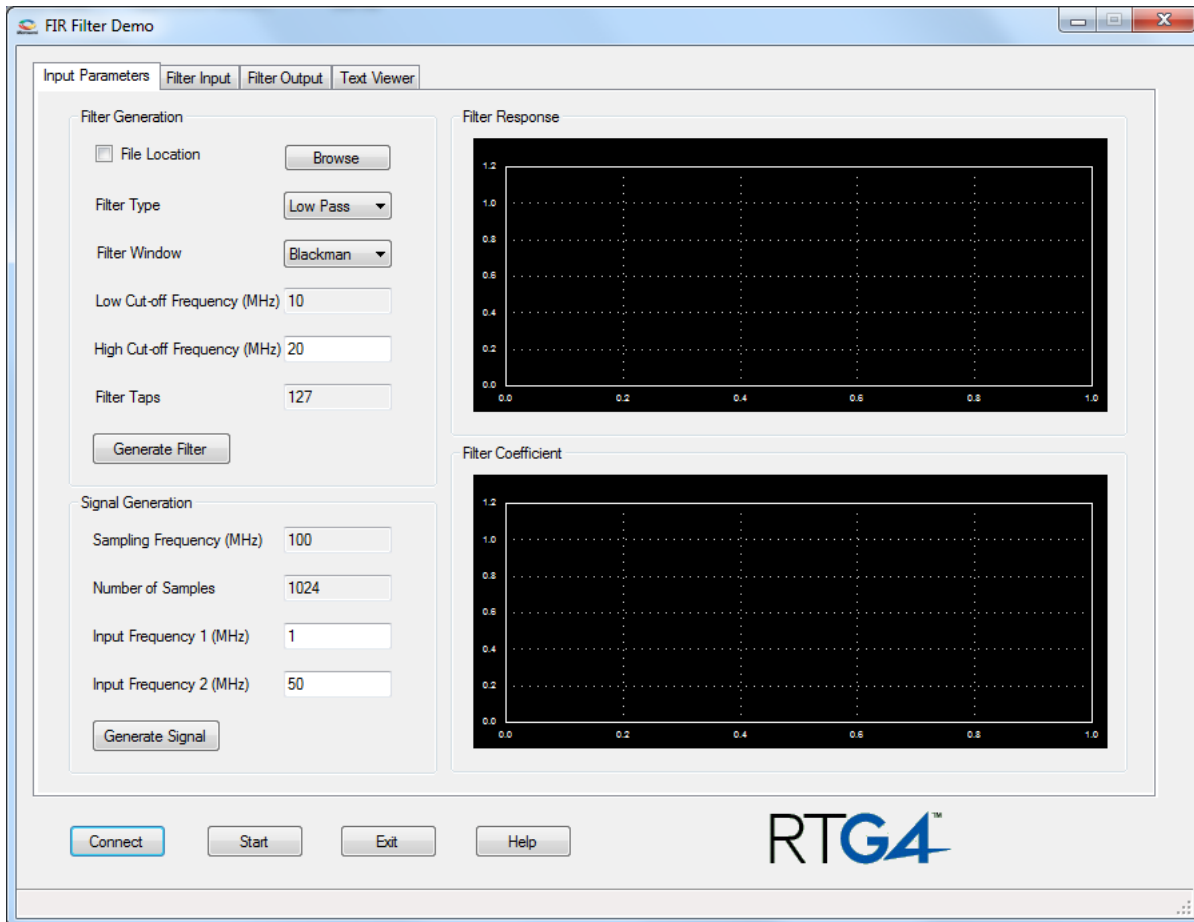 FIR Filter Demo
Input Parameters Filter Input Filter Output Text Viewer
Filter Generation
File Location Browse
Filter Type Low Pass
Filter Window Blackman
Low Cut-off Frequency (MHz) 10
High Cut-off Frequency (MHz) 20
Filter Taps 127
Generate Filter
Signal Generation
Sampling Frequency (MHz) 100
Number of Samples 1024
Input Frequency 1 (MHz) 1
Input Frequency 2 (MHz) 50
Generate Signal
Filter Response
1.2
1.0
0.8
0.6
0.4
0.2
0.0
0.0 0.2 0.4 0.6 0.8 1.0
Filter Coefficient
1.2
1.0
0.8
0.6
0.4
0.2
0.0
0.0 0.2 0.4 0.6 0.8 1.0
Connect Start Exit Help
RTG4™